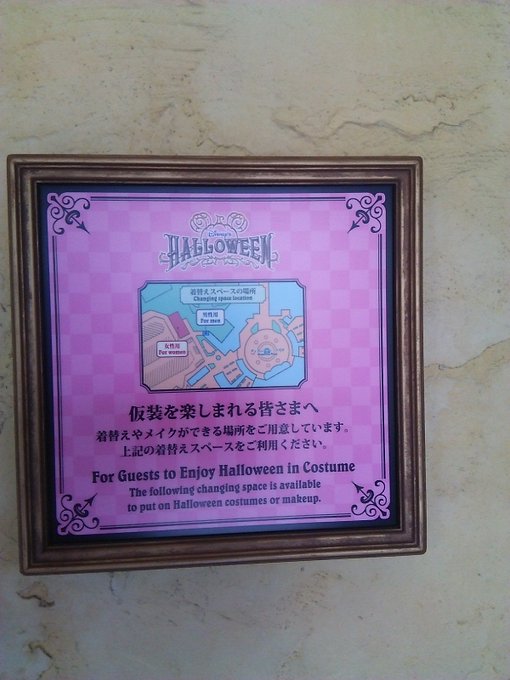 Disney's
HALLOWEEN
着替えスペースの場所
Changing space location
男性用
For men
女性用
For women
仮装を楽しまれる皆さまへ
着替えやメイクができる場所をご用意しています。
上記の着替えスペースをご利用ください。
For Guests to Enjoy Halloween in Costume
The following changing space is available
to put on Halloween costumes or makeup.